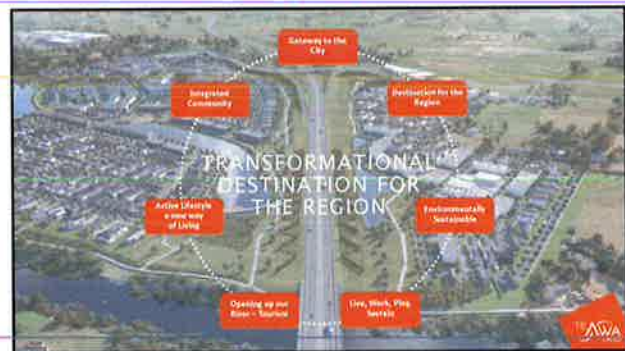 Gateway to the
City
Integrated
Community
Destination for the
Region
TRANSFORMATIONAL
DESTINATION FOR
THE REGION
Active Lifestyle
a new way
of Living
Environmentally
Sustainable
Opening up our
River – Tourism
Live, Work, Play,
Sustain
TE AWA